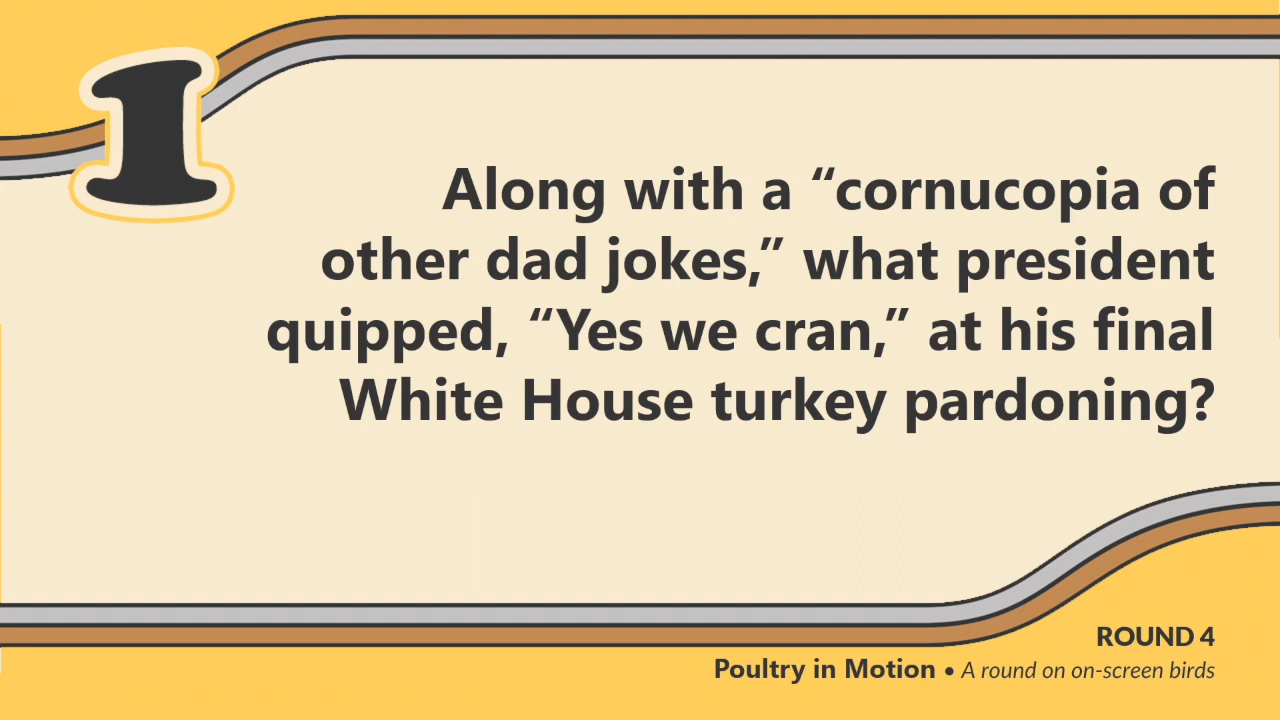 1
Along with a “cornucopia of
other dad jokes,” what president
quipped, “Yes we cran,” at his final
White House turkey pardoning?
ROUND 4
Poultry in Motion • A round on on-screen birds